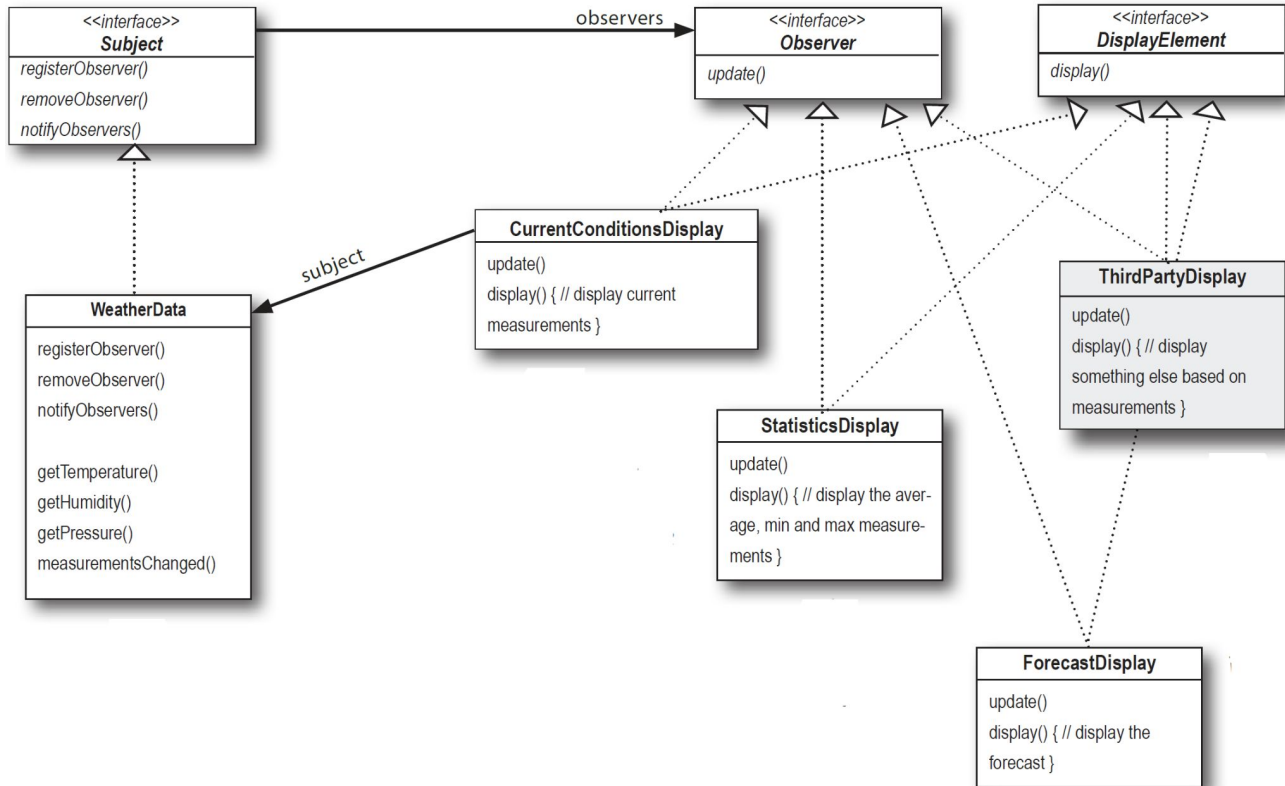 <<interface>>
Subject
registerObserver()
removeObserver()
notifyObservers()
observers
<<interface>>
Observer
update()
<<interface>>
DisplayElement
display()
CurrentConditionsDisplay
update()
display() { // display current
measurements }
subject
WeatherData
registerObserver()
removeObserver()
notifyObservers()
getTemperature()
getHumidity()
getPressure()
measurementsChanged()
ThirdPartyDisplay
update()
display() { // display
something else based on
measurements }
StatisticsDisplay
update()
display() { // display the aver-
age, min and max measure-
ments }
ForecastDisplay
update()
display() { // display the
forecast }